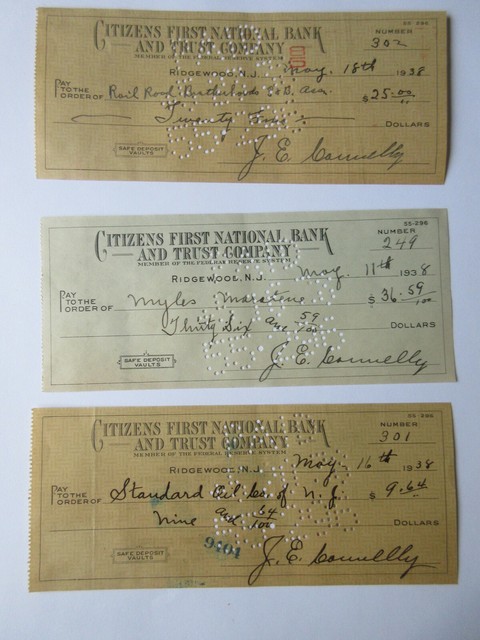 55-296
CITIZENS FIRST NATIONAL BANK
AND TRUST COMPANY
MEMBER OF THE FEDERAL RESERVE SYSTEM
NUMBER
302
RIDGEWOOD, N.J. May. 18th 1938
PAY TO THE ORDER OF Rail Road Brotherhoods Assn $25.00
Twenty DOLLARS
SAFE DEPOSIT VAULTS
J. E. Connelly
55-296
CITIZENS FIRST NATIONAL BANK
AND TRUST COMPANY
MEMBER OF THE FEDERAL RESERVE SYSTEM
NUMBER
249
RIDGEWOOD, N.J. May. 11th 1938
PAY TO THE ORDER OF Myles $36.59/100
Thirty Six and 59/100 DOLLARS
SAFE DEPOSIT VAULTS
J. E. Connelly
55-296
CITIZENS FIRST NATIONAL BANK
AND TRUST COMPANY
MEMBER OF THE FEDERAL RESERVE SYSTEM
NUMBER
301
RIDGEWOOD, N.J. May. 16th 1938
PAY TO THE ORDER OF Standard Oil Co. of N.J. $9.64
Nine and 64/100 DOLLARS
9404
SAFE DEPOSIT VAULTS
J. E. Connelly